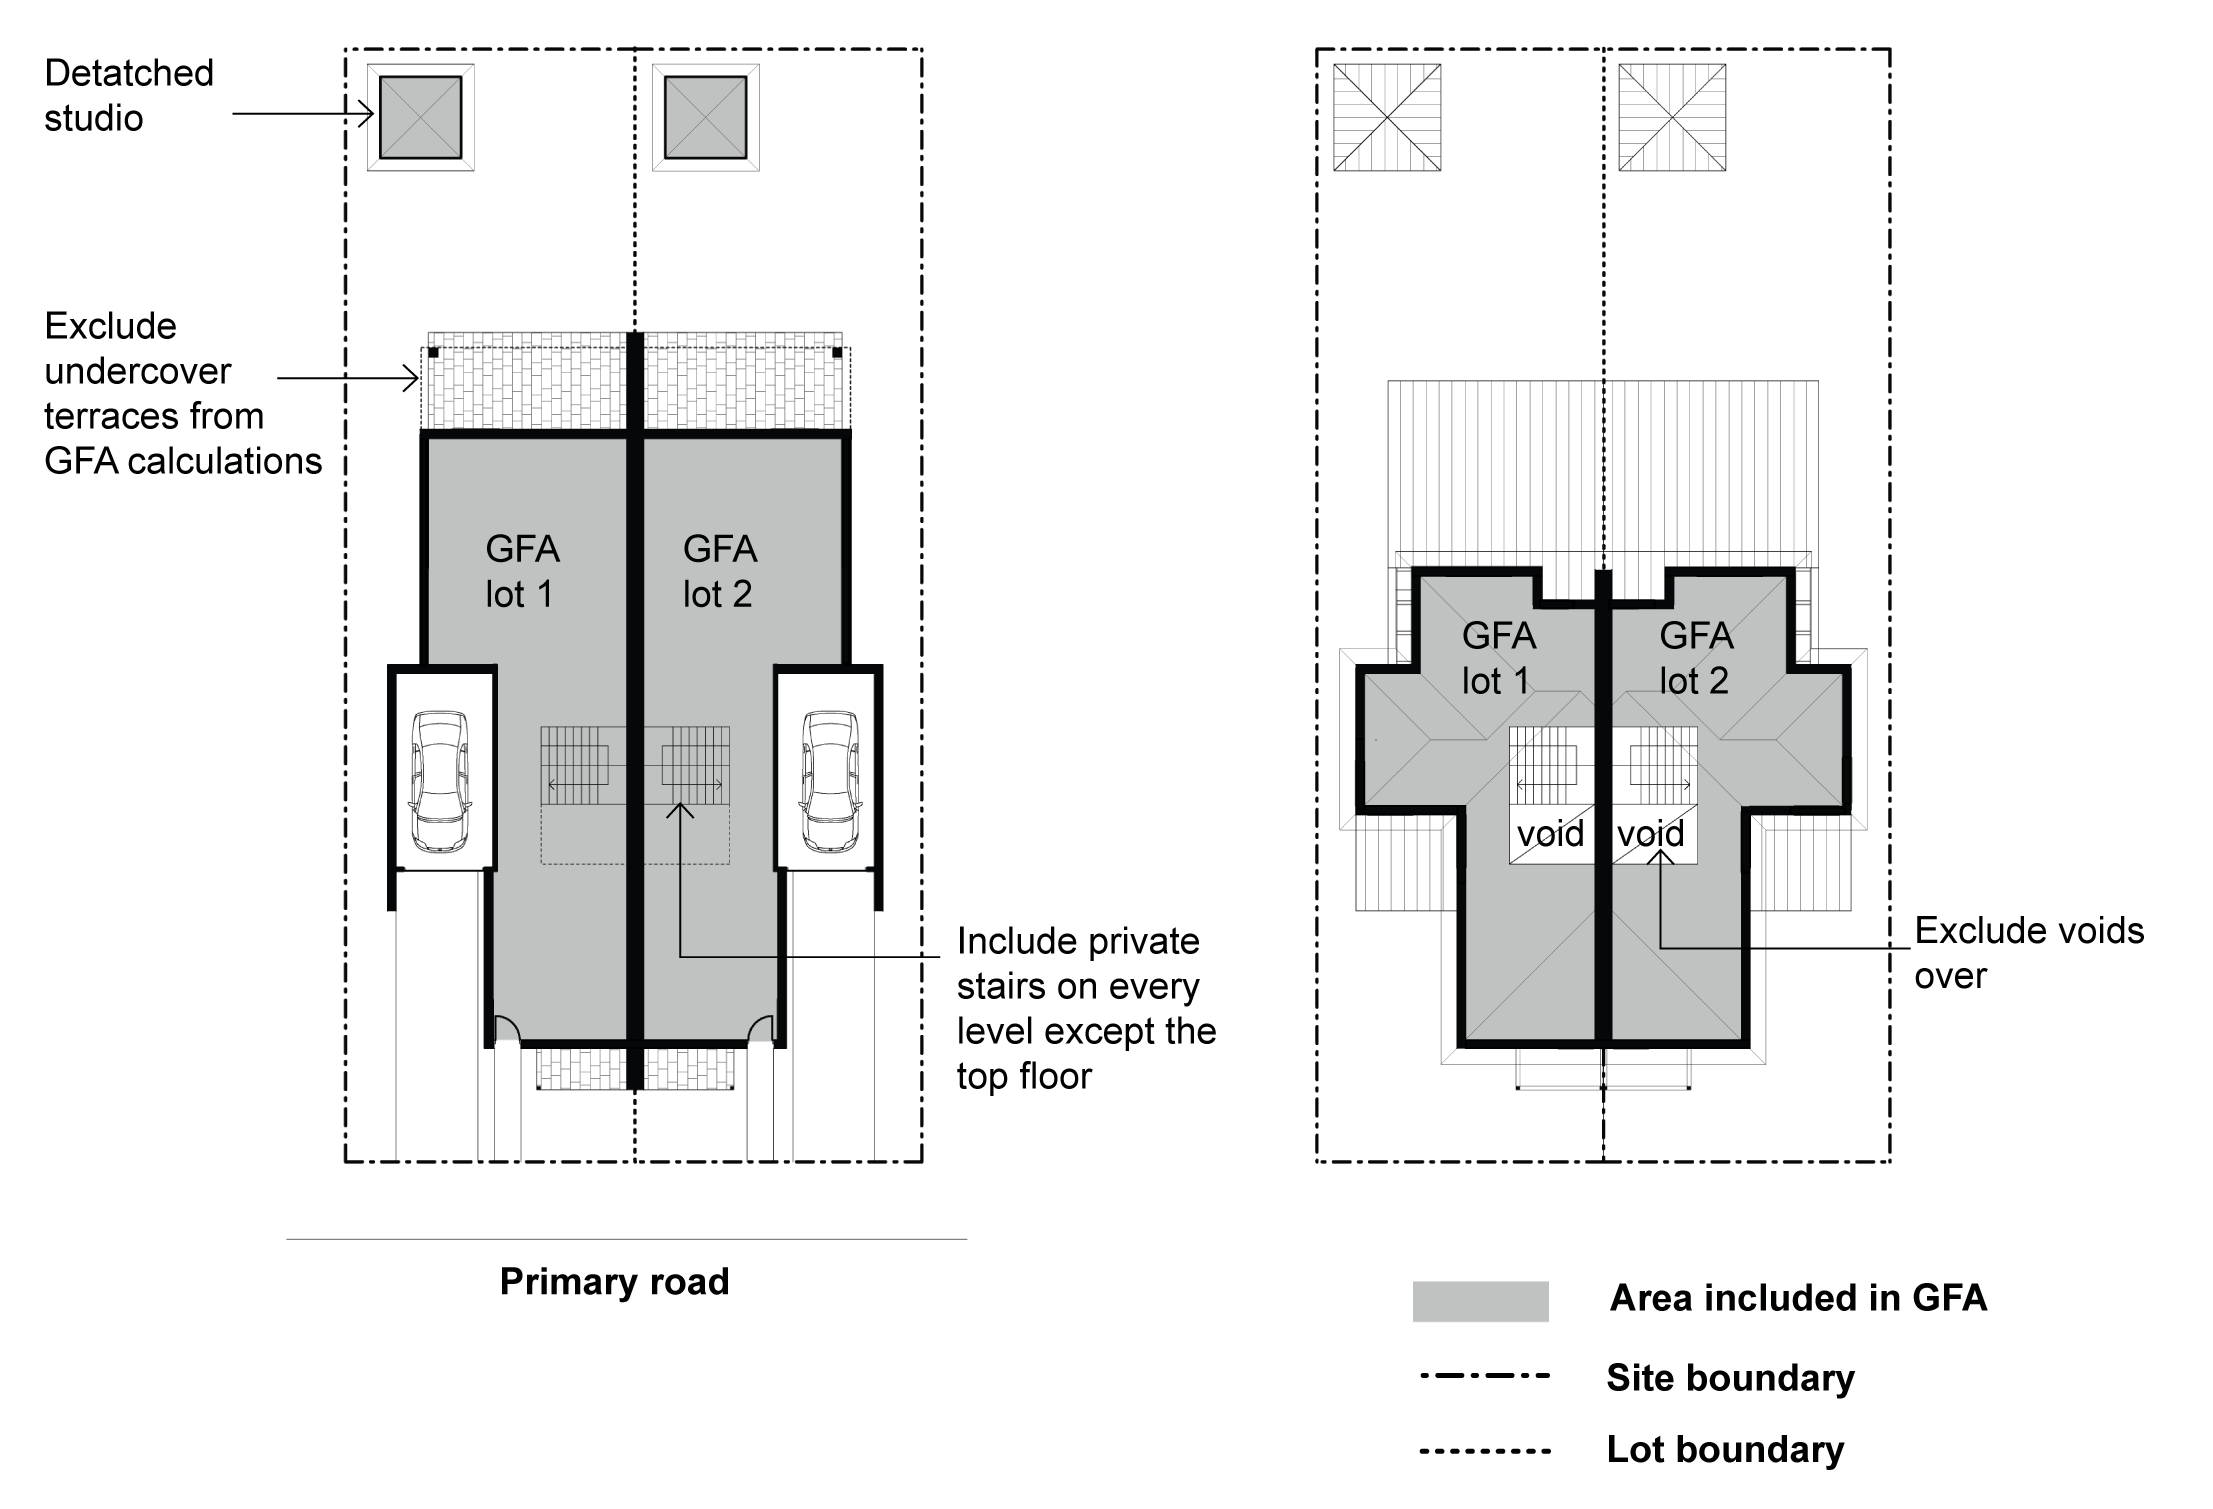 Detatched
studio
Exclude
undercover
terraces from
GFA calculations
GFA
lot 1
GFA
lot 2
Include private
stairs on every
level except the
top floor
Primary road
GFA
lot 1
GFA
lot 2
void
void
Exclude voids
over
Area included in GFA
Site boundary
Lot boundary